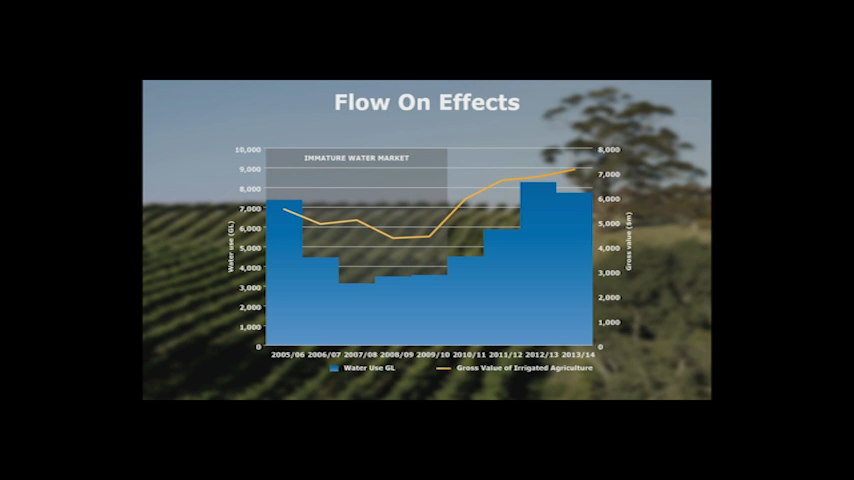 Flow On Effects
10,000
9,000
8,000
7,000
6,000
5,000
4,000
3,000
2,000
1,000
0
Water use (GL)
IMMATURE WATER MARKET
8,000
7,000
6,000
5,000
4,000
3,000
2,000
1,000
0
Gross value ($m)
2005/06 2006/07 2007/08 2008/09 2009/10 2010/11 2011/12 2012/13 2013/14
Water Use GL
Gross Value of Irrigated Agriculture